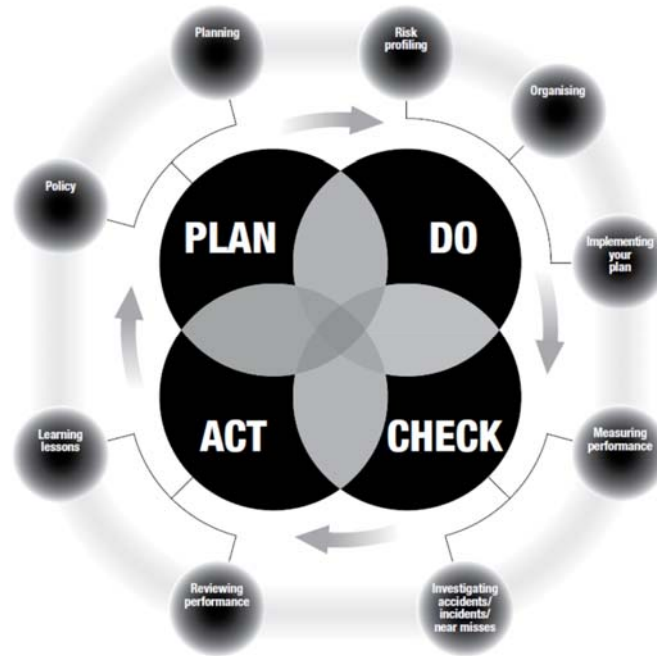 Planning
Risk
profiling
Organising
Policy
PLAN
DO
Implementing
your
plan
Learning
lessons
ACT
CHECK
Measuring
performance
Reviewing
performance
Investigating
accidents/
incidents/
near misses